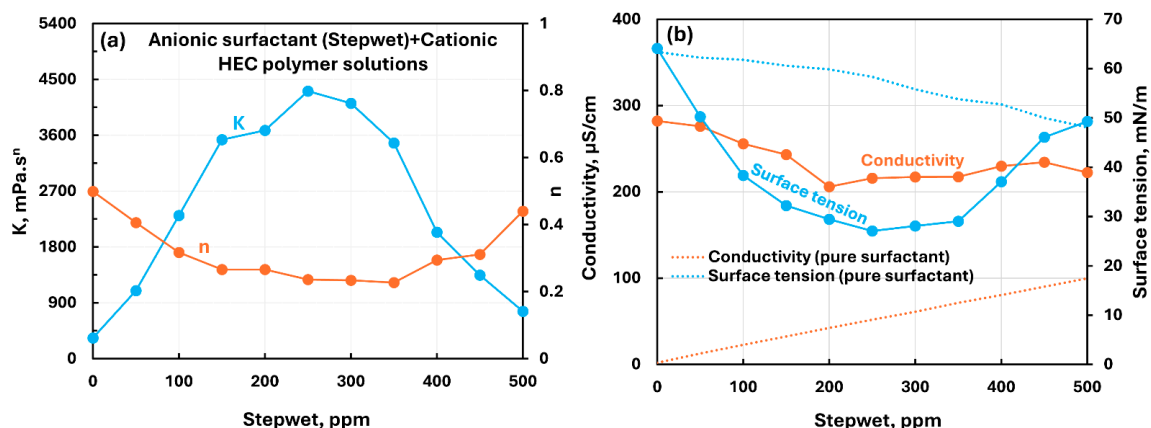 (a) Anionic surfactant (Stepwet)+Cationic
HEC polymer solutions
K, mPa.sⁿ
5400
4500
3600
2700
1800
900
0
K
n
1
0.8
0.6
0.4
0.2
0
n
0 100 200 300 400 500
Stepwet, ppm
(b)
Conductivity, µS/cm
400
300
200
100
0
Conductivity
Surface tension
Conductivity (pure surfactant)
Surface tension (pure surfactant)
70
60
50
40
30
20
10
0
Surface tension, mN/m
0 100 200 300 400 500
Stepwet, ppm